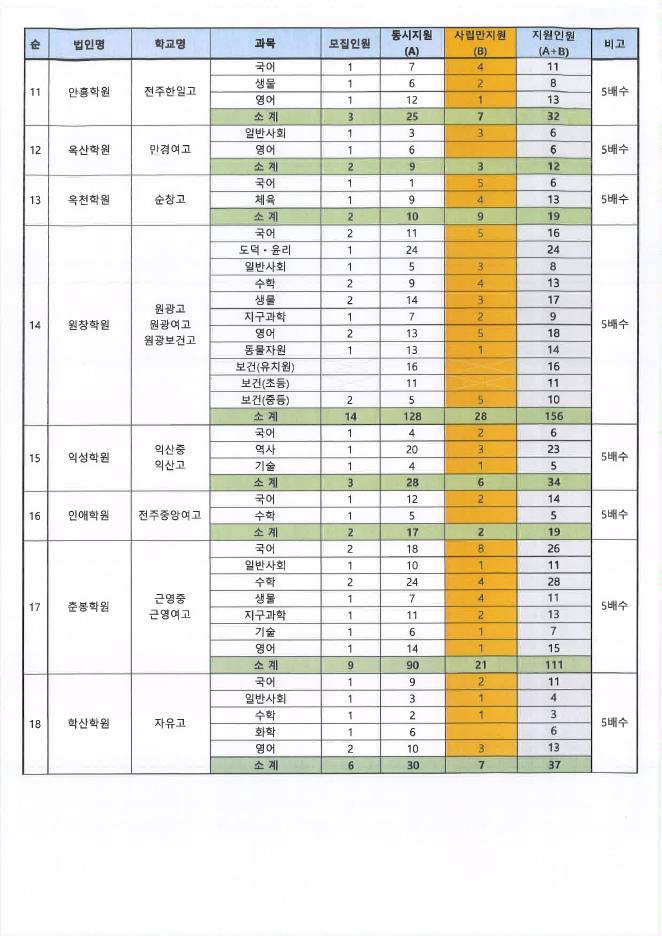 순 법인명 학교명 과목 모집인원 동시지원 (A) 사립만지원 (B) 지원인원 (A+B) 비고
11 안흥학원 전주한일고 5배수
국어 1 7 4 11
생물 1 6 2 8
영어 1 12 1 13
소 계 3 25 7 32
12 옥산학원 만경여고 5배수
일반사회 1 3 3 6
영어 1 6 6
소 계 2 9 3 12
13 옥천학원 순창고 5배수
국어 1 1 5 6
체육 1 9 4 13
소 계 2 10 9 19
14 원창학원 원광고 원광여고 원광보건고 5배수
국어 2 11 5 16
도덕·윤리 1 24 24
일반사회 1 5 3 8
수학 2 9 4 13
생물 2 14 3 17
지구과학 1 7 2 9
영어 2 13 5 18
동물자원 1 13 1 14
보건(유치원) 16 16
보건(초등) 11 11
보건(중등) 2 5 5 10
소 계 14 128 28 156
15 익성학원 익산중 익산고 5배수
국어 1 4 2 6
역사 1 20 3 23
기술 1 4 1 5
소 계 3 28 6 34
16 인애학원 전주중앙여고 5배수
국어 1 12 2 14
수학 1 5 5
소 계 2 17 2 19
17 춘봉학원 근영중 근영여고 5배수
국어 2 18 8 26
일반사회 1 10 1 11
수학 2 24 4 28
생물 1 7 4 11
지구과학 1 11 2 13
기술 1 6 1 7
영어 1 14 1 15
소 계 9 90 21 111
18 학산학원 자유고 5배수
국어 1 9 2 11
일반사회 1 3 1 4
수학 1 2 1 3
화학 1 6 6
영어 2 10 3 13
소 계 6 30 7 37